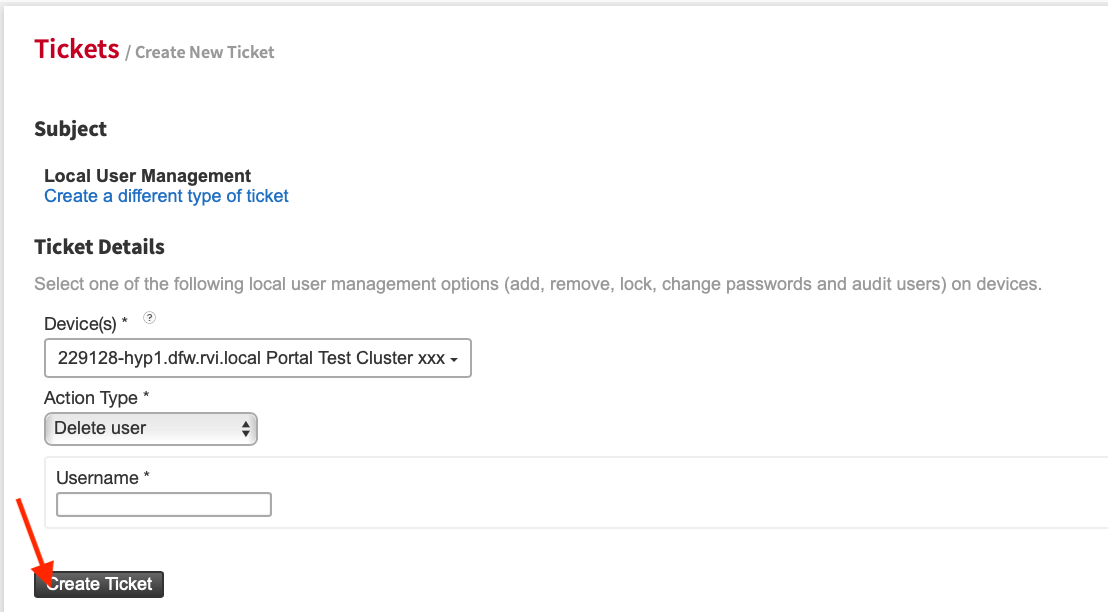 Tickets / Create New Ticket
Subject
Local User Management
Create a different type of ticket
Ticket Details
Select one of the following local user management options (add, remove, lock, change passwords and audit users) on devices.
Device(s) * ?
229128-hyp1.dfw.rvi.local Portal Test Cluster xxx
Action Type *
Delete user
Username *
Create Ticket